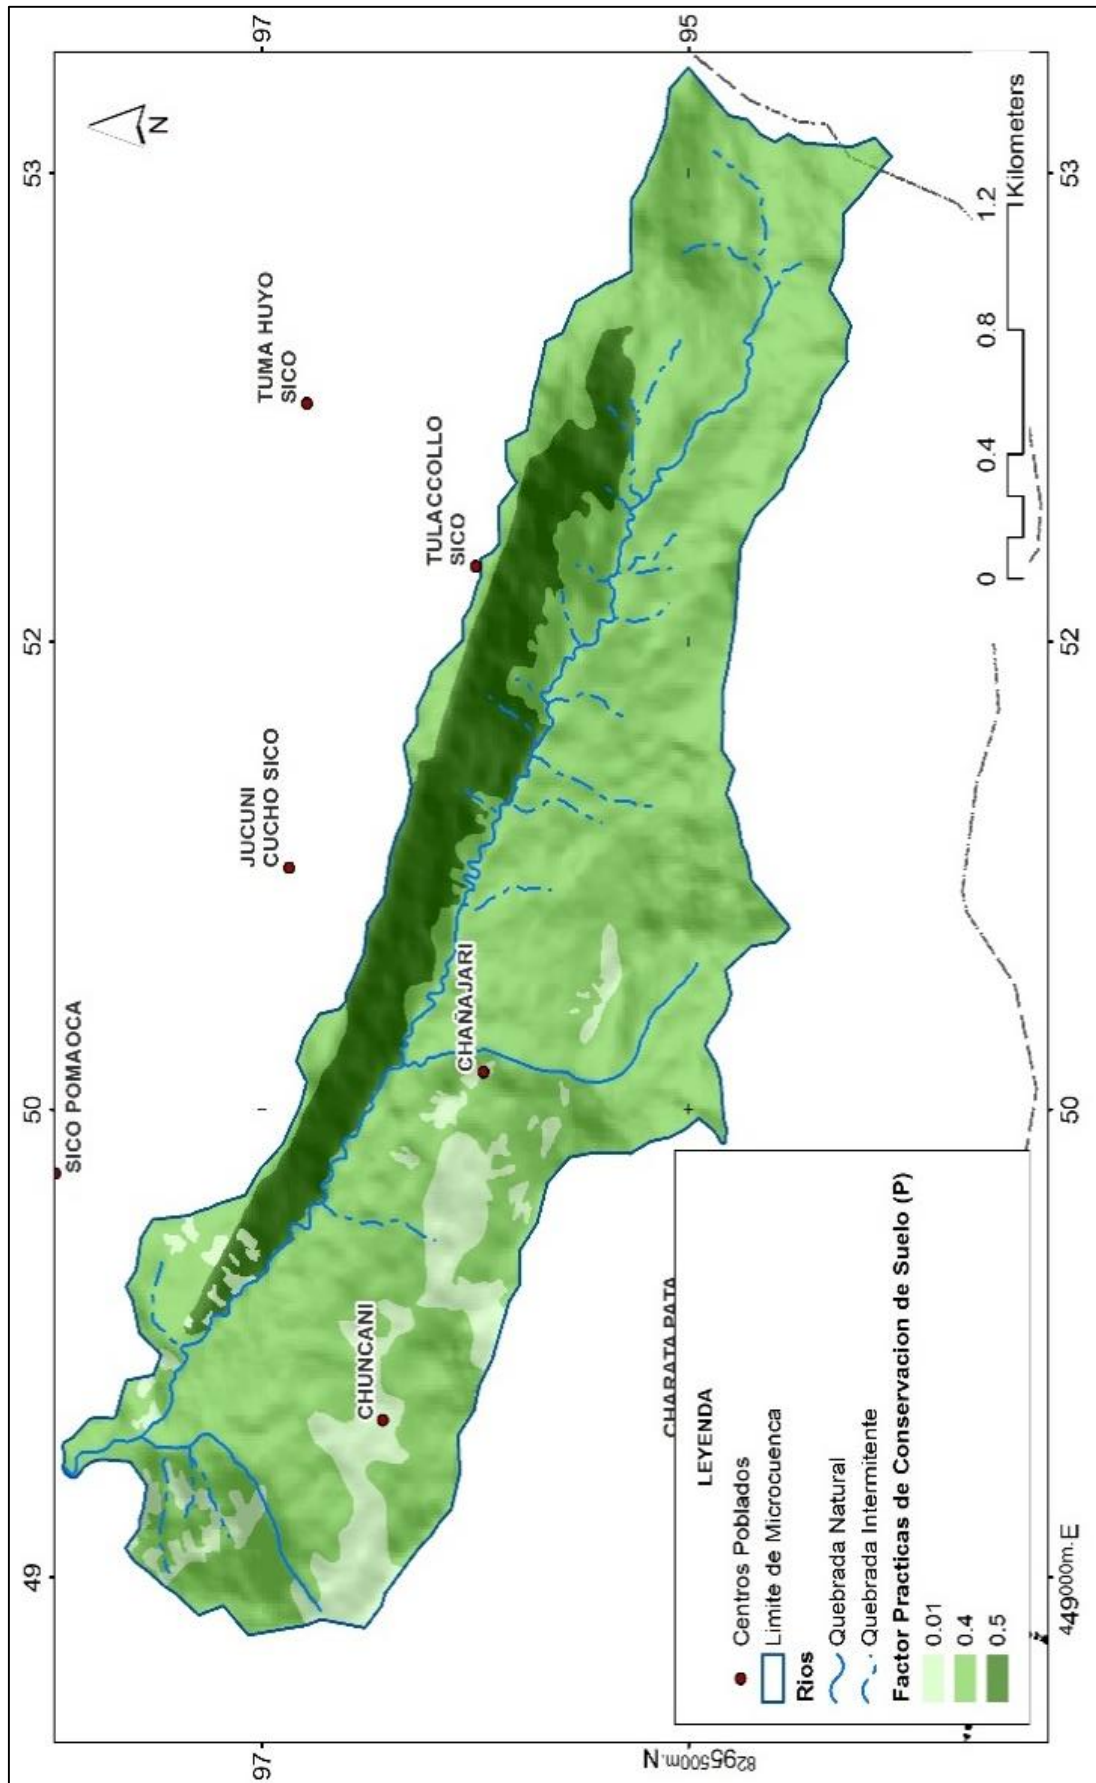 49
50
52
53
97
97
95
N
SICO POMAOCA
JUCUNI
CUCHO SICO
TUMA HUYO
SICO
TULACCOLLO
SICO
CHAÑAJARI
CHUNCANI
CHARATA PATA
LEYENDA
Centros Poblados
Limite de Microcuenca
Rios
Quebrada Natural
Quebrada Intermitente
Factor Practicas de Conservacion de Suelo (P)
0.01
0.4
0.5
0 0.4 0.8 1.2
Kilometers
8295500m.N
449000m.E
50
52
53
95